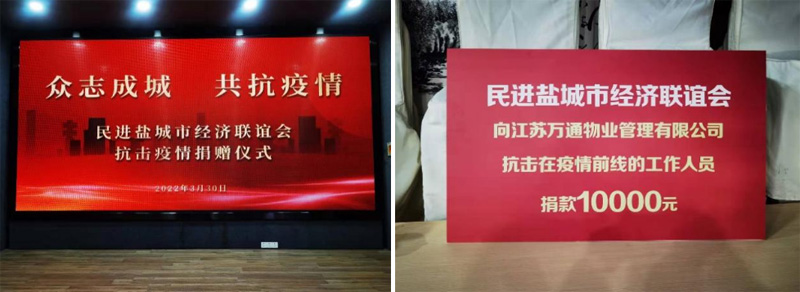 众志成城 共抗疫情
民进盐城市经济联谊会
抗击疫情捐赠仪式
2022年3月30日
民进盐城市经济联谊会
向江苏万通物业管理有限公司
抗击在疫情前线的工作人员
捐款10000元